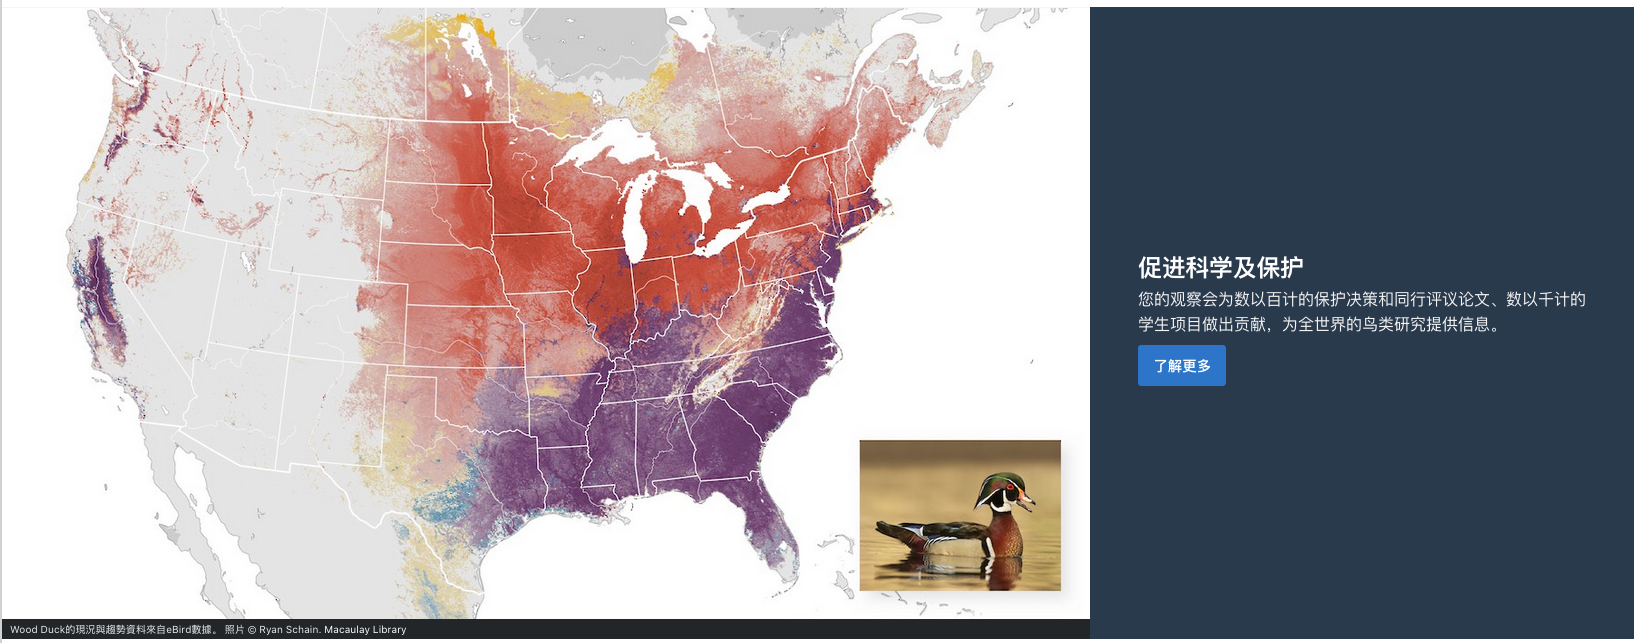 促进科学及保护
您的观察会为数以百计的保护决策和同行评议论文、数以千计的
学生项目做出贡献，为全世界的鸟类研究提供信息。
了解更多
Wood Duck的現況與趨勢資料來自eBird數據。 照片 © Ryan Schain. Macaulay Library